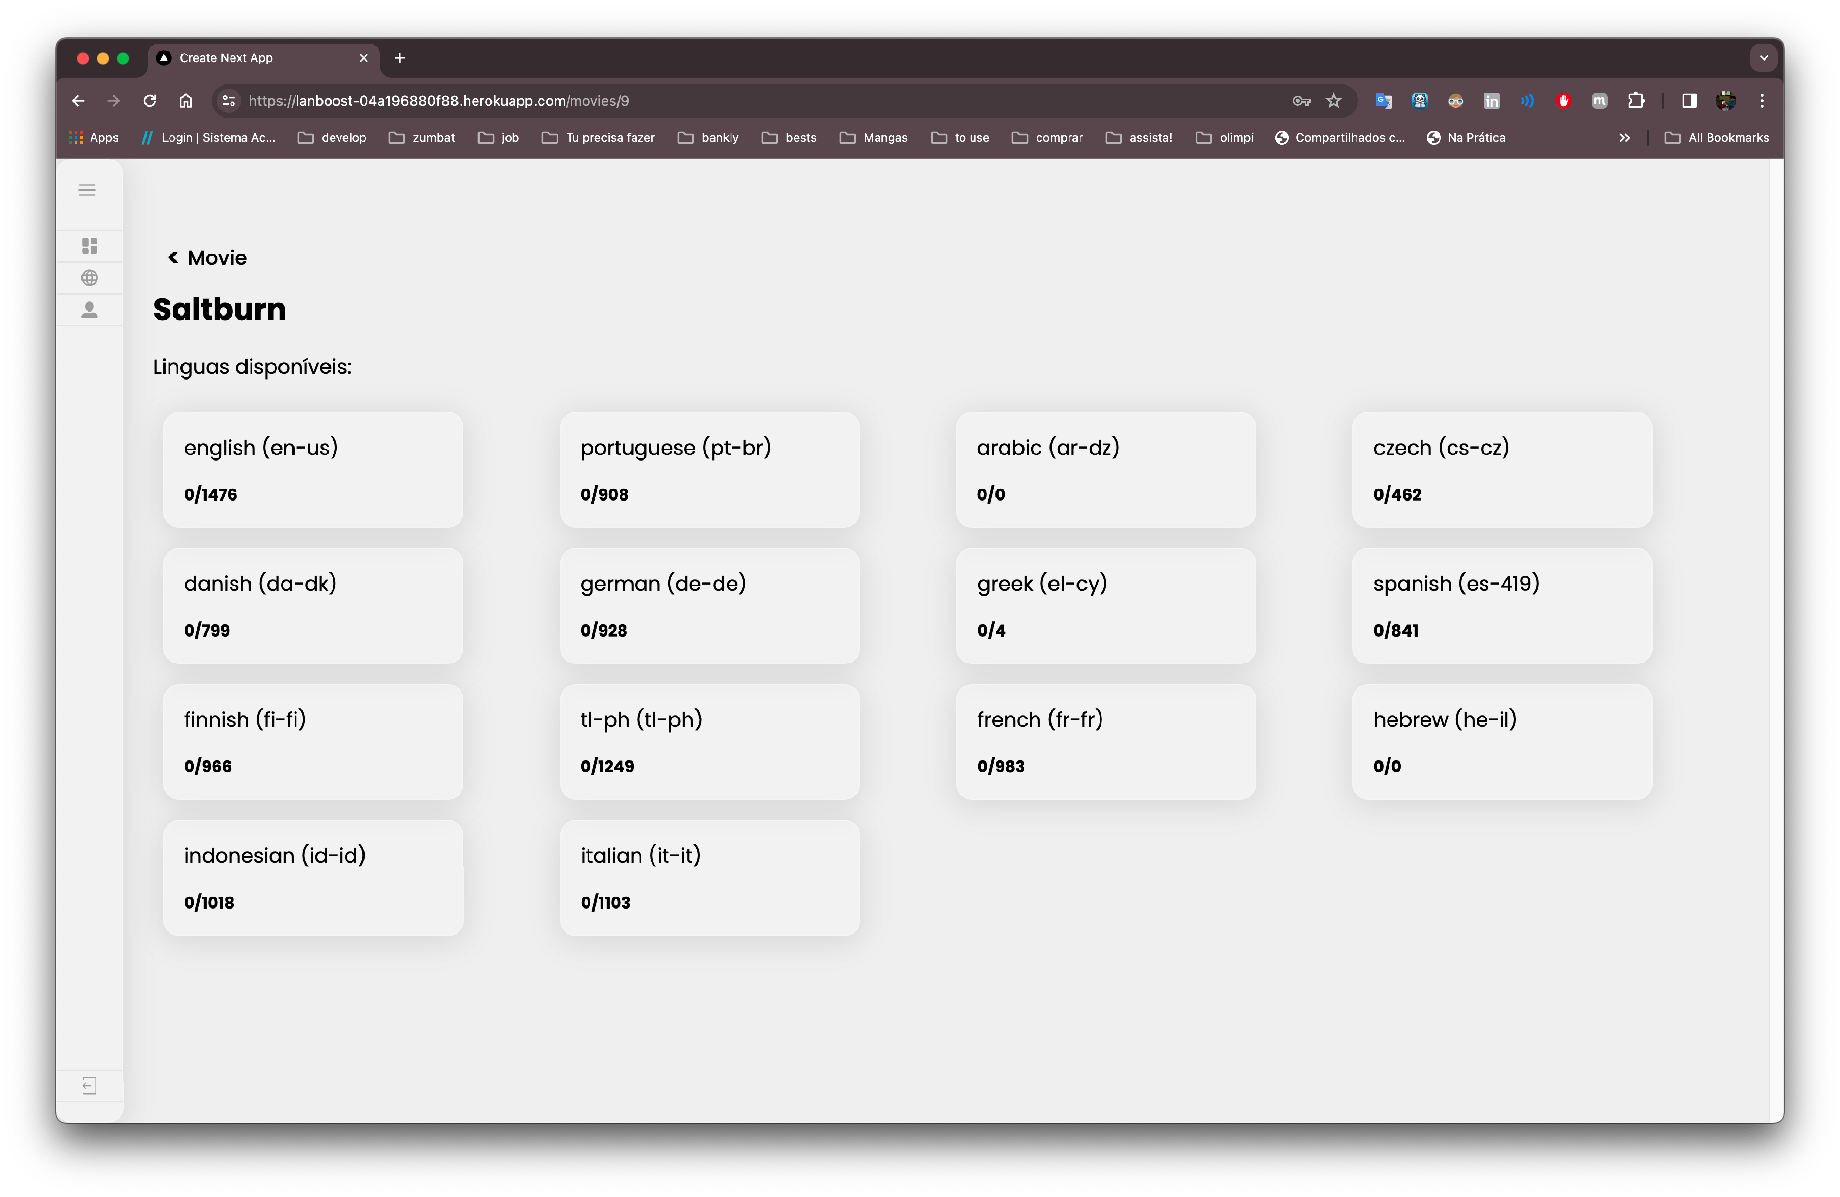 Create Next App
https://lanboost-04a196880f88.herokuapp.com/movies/9
Apps
Login | Sistema Ac...
develop
zumbat
job
Tu precisa fazer
bankly
bests
Mangas
to use
comprar
assista!
olimpi
Compartilhados c...
Na Prática
All Bookmarks
< Movie
Saltburn
Linguas disponíveis:
english (en-us)
0/1476
portuguese (pt-br)
0/908
arabic (ar-dz)
0/0
czech (cs-cz)
0/462
danish (da-dk)
0/799
german (de-de)
0/928
greek (el-cy)
0/4
spanish (es-419)
0/841
finnish (fi-fi)
0/966
tl-ph (tl-ph)
0/1249
french (fr-fr)
0/983
hebrew (he-il)
0/0
indonesian (id-id)
0/1018
italian (it-it)
0/1103